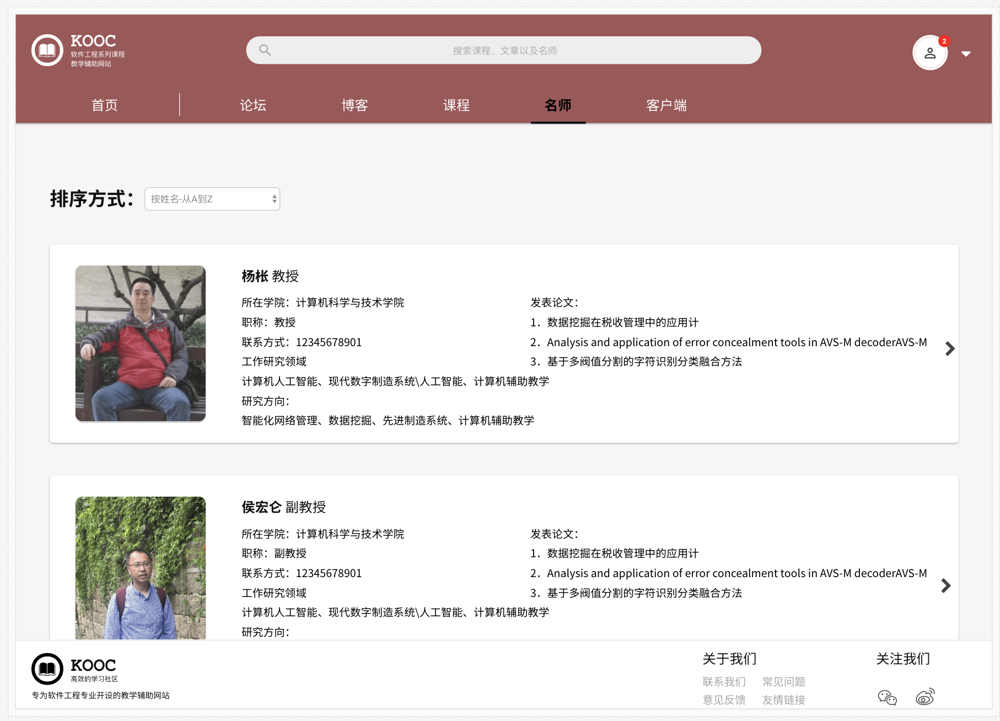 KOOC
软件工程系列课程
教学辅助网站
搜索课程、文章以及名师
2
首页
论坛
博客
课程
名师
客户端
排序方式：
按姓名-从A到Z
杨枨 教授
所在学院：计算机科学与技术学院
职称：教授
联系方式：12345678901
工作研究领域
计算机人工智能、现代数字制造系统\人工智能、计算机辅助教学
研究方向：
智能化网络管理、数据挖掘、先进制造系统、计算机辅助教学
发表论文：
1. 数据挖掘在税收管理中的应用计
2. Analysis and application of error concealment tools in AVS-M decoderAVS-M
3. 基于多阀值分割的字符识别分类融合方法
侯宏仑 副教授
所在学院：计算机科学与技术学院
职称：副教授
联系方式：12345678901
工作研究领域
计算机人工智能、现代数字制造系统\人工智能、计算机辅助教学
研究方向：
发表论文：
1. 数据挖掘在税收管理中的应用计
2. Analysis and application of error concealment tools in AVS-M decoderAVS-M
3. 基于多阀值分割的字符识别分类融合方法
KOOC
高效的学习社区
专为软件工程专业开设的教学辅助网站
关于我们
联系我们 常见问题
意见反馈 友情链接
关注我们